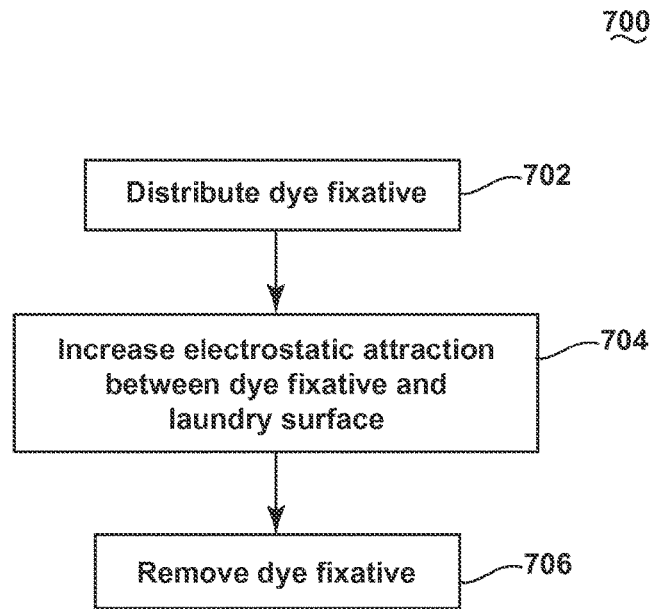 700
Distribute dye fixative
702
Increase electrostatic attraction
between dye fixative and
laundry surface
704
Remove dye fixative
706